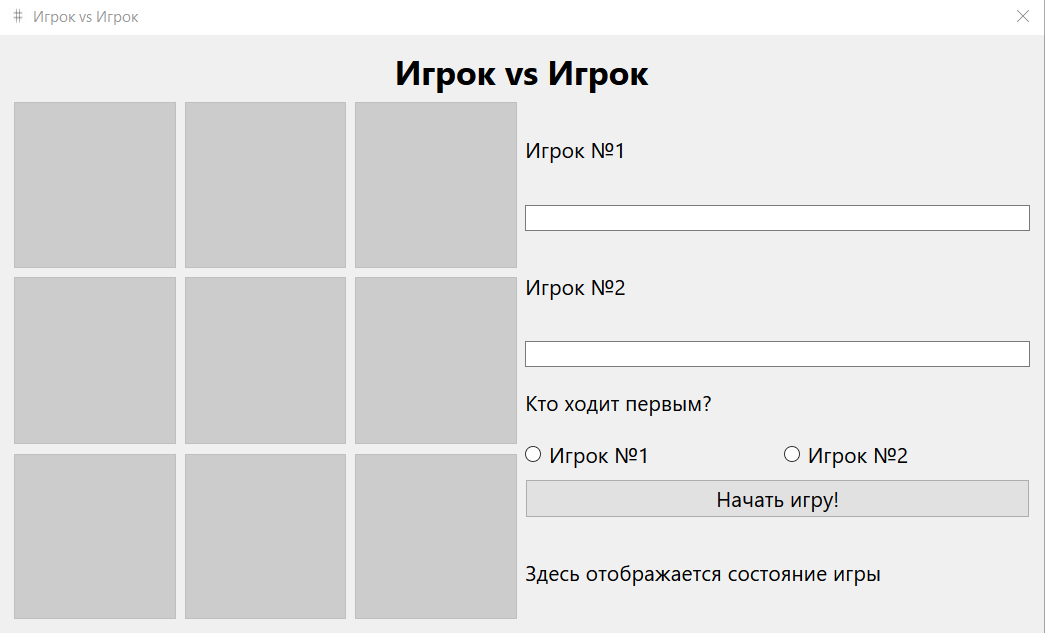 # Игрок vs Игрок
Игрок vs Игрок
Игрок №1
Игрок №2
Кто ходит первым?
Игрок №1 Игрок №2
Начать игру!
Здесь отображается состояние игры